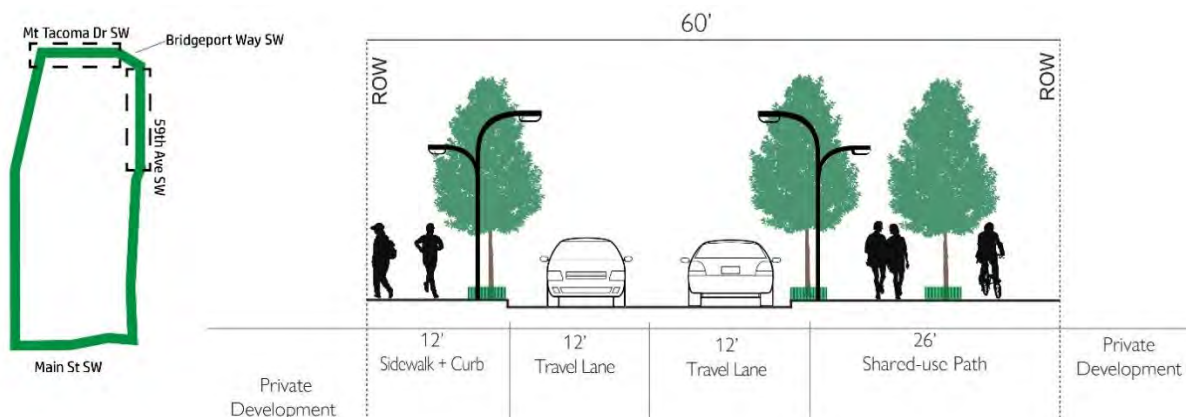 Mt Tacoma Dr SW
Bridgeport Way SW
59th Ave SW
Main St SW
60'
ROW
ROW
12'
Sidewalk + Curb
12'
Travel Lane
12'
Travel Lane
26'
Shared-use Path
Private
Development
Private
Development